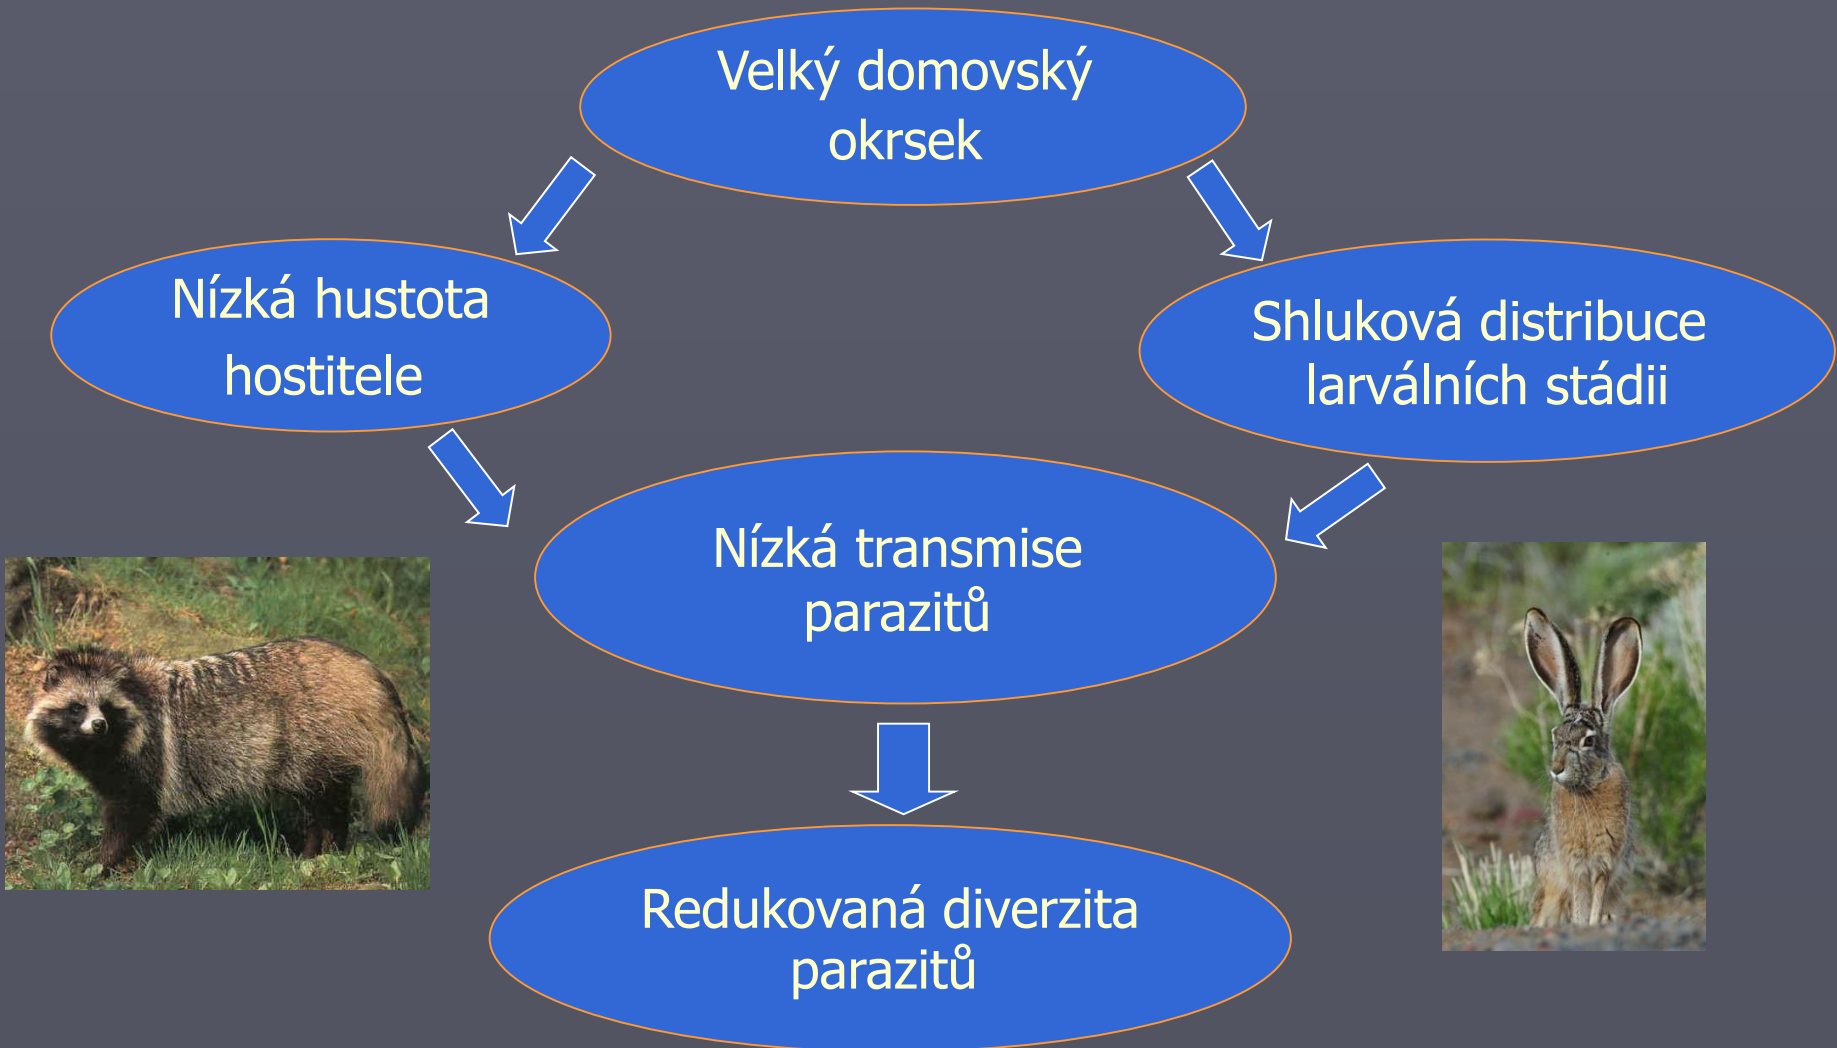 Velký domovský
okrsek
Nízká hustota
hostitele
Shluková distribuce
larválních stádii
Nízká transmise
parazitů
Redukovaná diverzita
parazitů